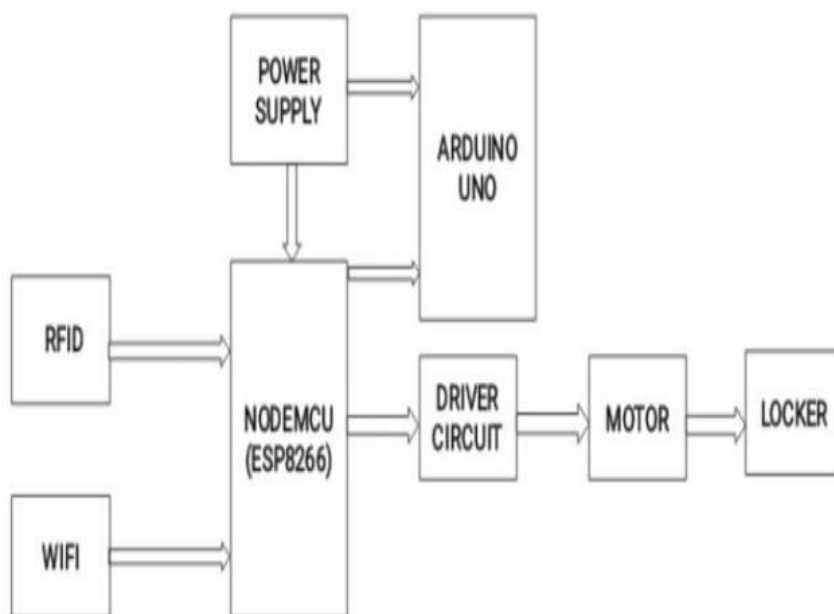 POWER
SUPPLY
ARDUINO
UNO
RFID
NODEMCU
(ESP8266)
DRIVER
CIRCUIT
MOTOR
LOCKER
WIFI